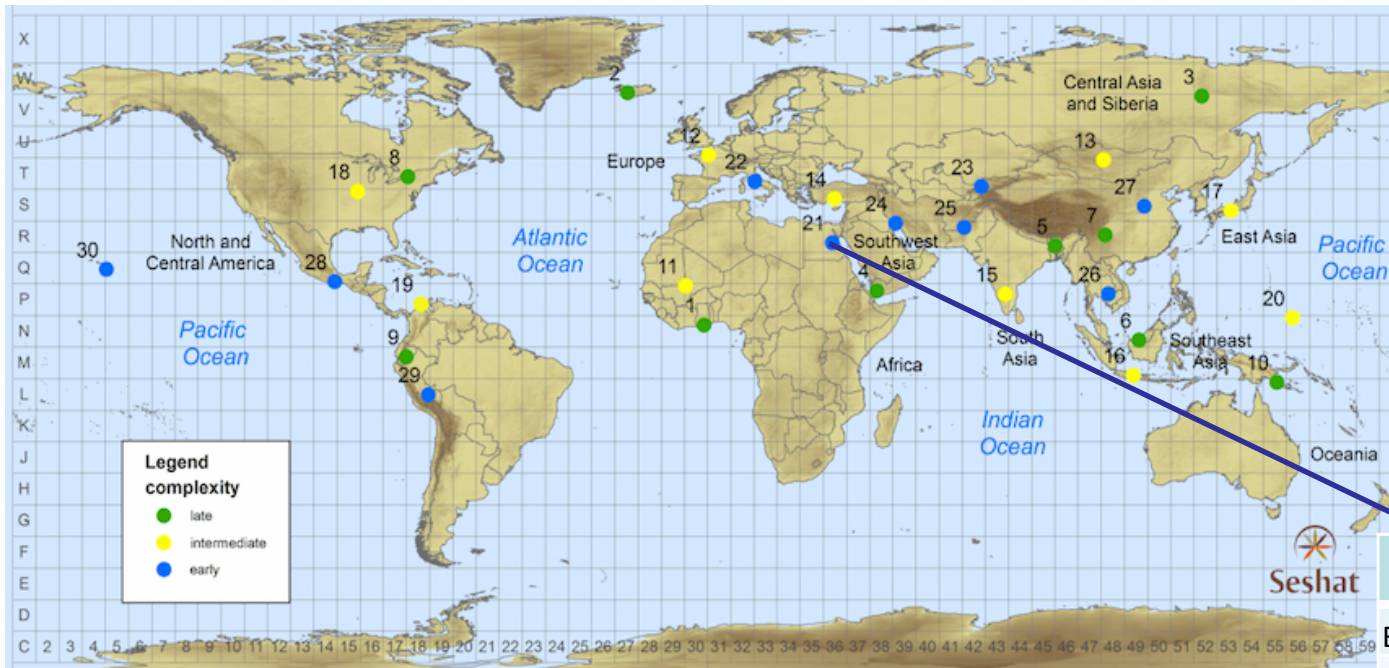 X
W
V
U
T
S
R
Q
P
N
M
L
K
J
H
G
F
E
D
C 2 3 4 5 6 7 8 9 10 11 12 13 14 15 16 17 18 19 20 21 22 23 24 25 26 27 28 29 30 31 32 33 34 35 36 37 38 39 40 41 42 43 44 45 46 47 48 49 50 51 52 53 54 55 56 57 58 59
2
Central Asia
and Siberia
3
12
Europe
22
13
8
18
14
23
27
17
24
25
5
7
21
30
North and
Central America
Atlantic
Ocean
Southwest
Asia
East Asia
Pacific
Ocean
28
11
4
15
26
19
1
20
Pacific
Ocean
9
6
South
Asia
Southeast
Asia
16
10
29
Africa
Indian
Ocean
Oceania
Legend
complexity
late
intermediate
early
Seshat